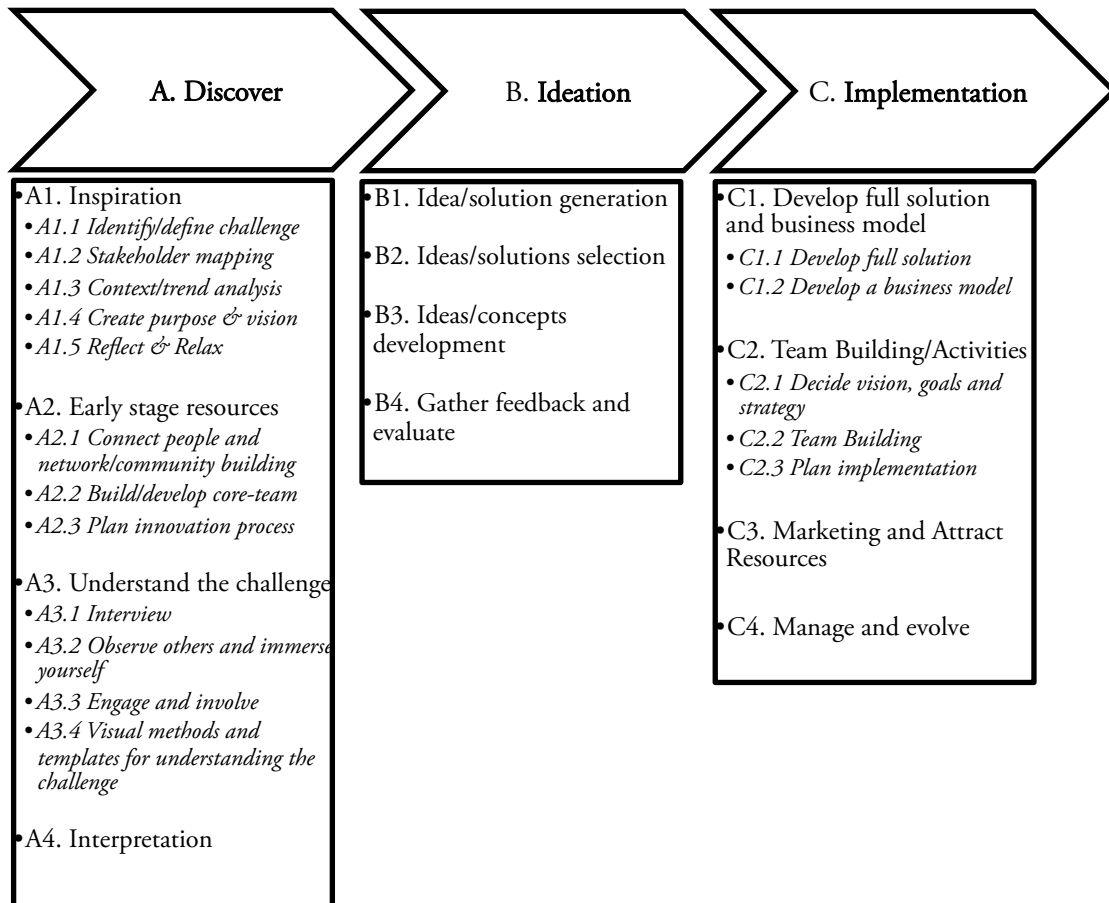 A. Discover
B. Ideation
C. Implementation
•A1. Inspiration
• A1.1 Identify/define challenge
• A1.2 Stakeholder mapping
• A1.3 Context/trend analysis
• A1.4 Create purpose & vision
• A1.5 Reflect & Relax
•A2. Early stage resources
• A2.1 Connect people and
network/community building
• A2.2 Build/develop core-team
• A2.3 Plan innovation process
•A3. Understand the challenge
• A3.1 Interview
• A3.2 Observe others and immerse
yourself
• A3.3 Engage and involve
• A3.4 Visual methods and
templates for understanding the
challenge
•A4. Interpretation
•B1. Idea/solution generation
•B2. Ideas/solutions selection
•B3. Ideas/concepts
development
•B4. Gather feedback and
evaluate
•C1. Develop full solution
and business model
• C1.1 Develop full solution
• C1.2 Develop a business model
•C2. Team Building/Activities
• C2.1 Decide vision, goals and
strategy
• C2.2 Team Building
• C2.3 Plan implementation
•C3. Marketing and Attract
Resources
•C4. Manage and evolve